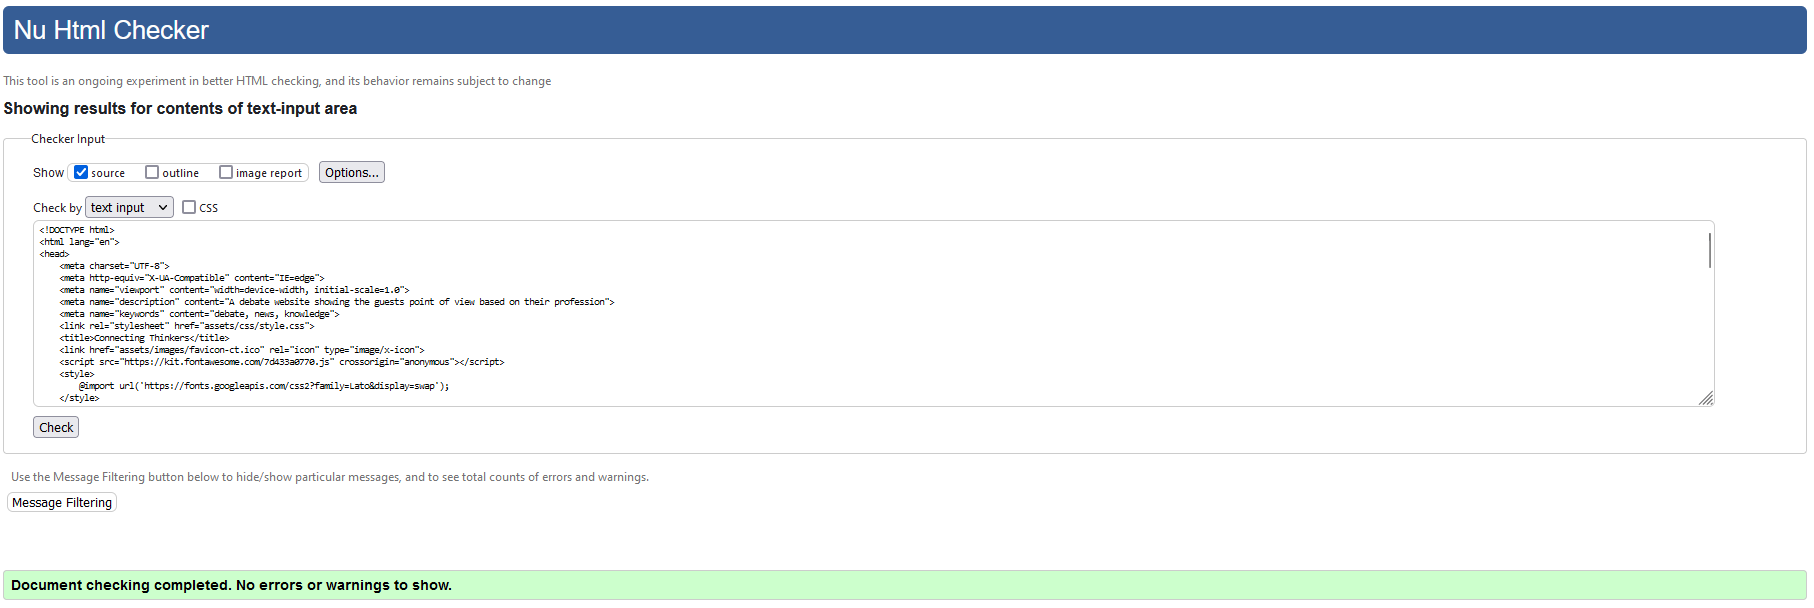 Nu Html Checker
This tool is an ongoing experiment in better HTML checking, and its behavior remains subject to change
Showing results for contents of text-input area
Checker Input
Show source outline image report Options...
Check by text input CSS
<!DOCTYPE html>
<html lang="en">
<head>
    <meta charset="UTF-8">
    <meta http-equiv="X-UA-Compatible" content="IE=edge">
    <meta name="viewport" content="width=device-width, initial-scale=1.0">
    <meta name="description" content="A debate website showing the guests point of view based on their profession">
    <meta name="keywords" content="debate, news, knowledge">
    <link rel="stylesheet" href="assets/css/style.css">
    <title>Connecting Thinkers</title>
    <link href="assets/images/favicon-ct.ico" rel="icon" type="image/x-icon">
    <script src="https://kit.fontawesome.com/7d433a0770.js" crossorigin="anonymous"></script>
    <style>
        @import url('https://fonts.googleapis.com/css2?family=Lato&display=swap');
    </style>
Check
Use the Message Filtering button below to hide/show particular messages, and to see total counts of errors and warnings.
Message Filtering
Document checking completed. No errors or warnings to show.